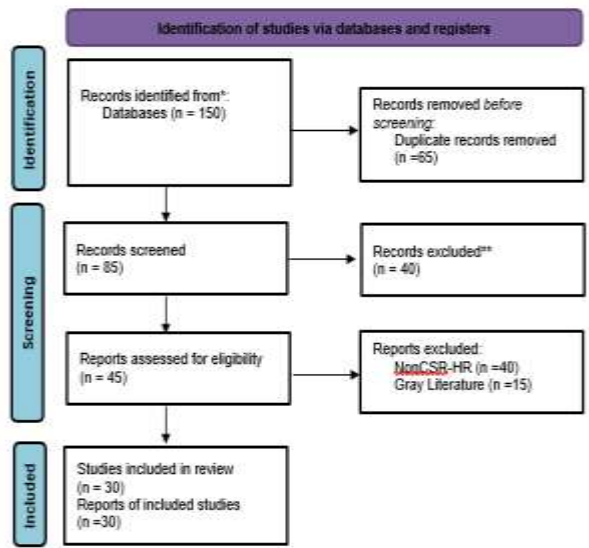 Identification of studies via databases and registers
Identification
Records identified from*:
Databases (n = 150)
Records removed before
screening:
Duplicate records removed
(n =65)
Screening
Records screened
(n = 85)
Records excluded**
(n = 40)
Reports assessed for eligibility
(n = 45)
Reports excluded:
NonCSR-HR (n =40)
Gray Literature (n =15)
Included
Studies included in review
(n = 30)
Reports of included studies
(n =30)